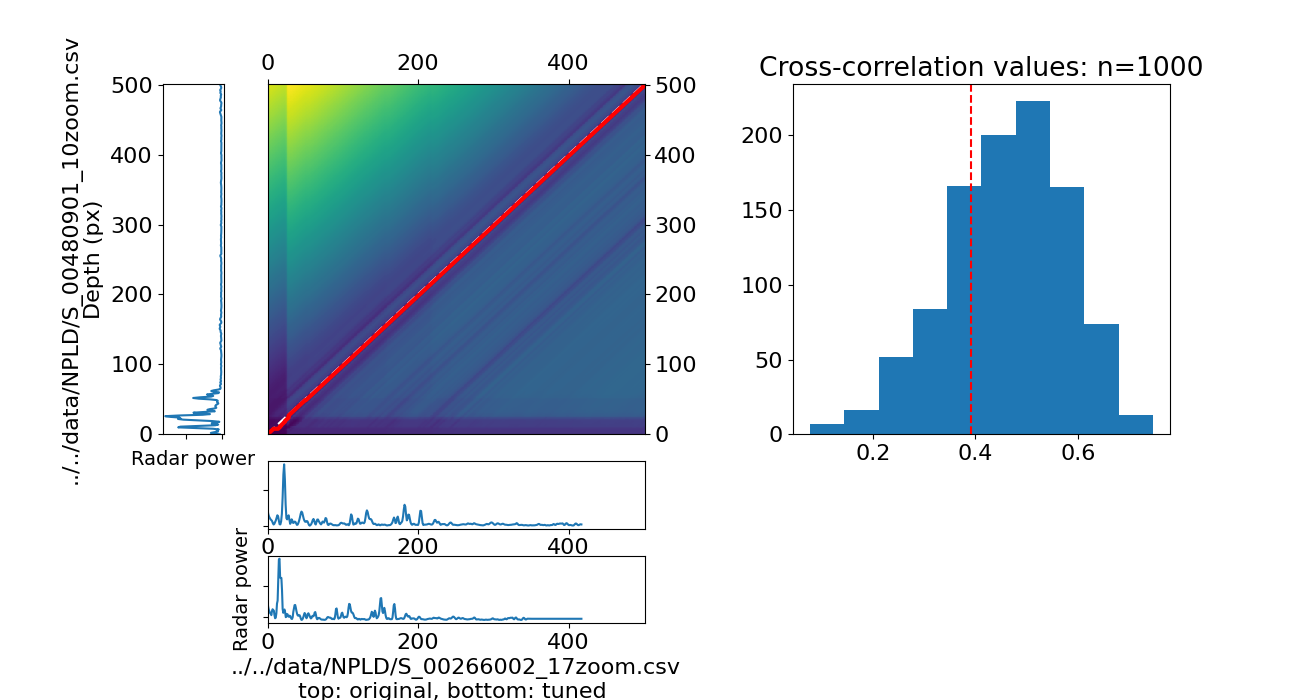 ../../data/NPLD/S_00480901_10zoom.csv
Depth (px)
500
400
300
200
100
0
Radar power
0 200 400
500
400
300
200
100
0
Cross-correlation values: n=1000
200
150
100
50
0
0.2 0.4 0.6
0 200 400
Radar power
0 200 400
../../data/NPLD/S_00266002_17zoom.csv
top: original, bottom: tuned